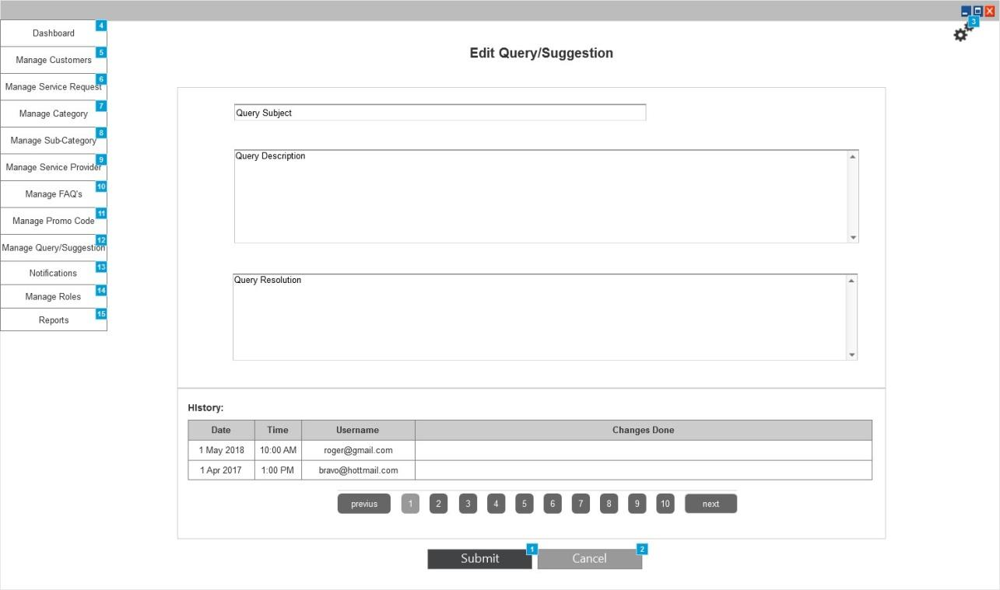 3
4
Dashboard
5
Manage Customers
6
Manage Service Request
7
Manage Category
8
Manage Sub-Category
9
Manage Service Provider
10
Manage FAQ's
11
Manage Promo Code
12
Manage Query/Suggestion
13
Notifications
14
Manage Roles
15
Reports
Edit Query/Suggestion
Query Subject
Query Description
Query Resolution
History:
Date Time Username Changes Done
1 May 2018 10:00 AM roger@gmail.com
1 Apr 2017 1:00 PM bravo@hottmail.com
previus 1 2 3 4 5 6 7 8 9 10 next
Submit 1 Cancel 2